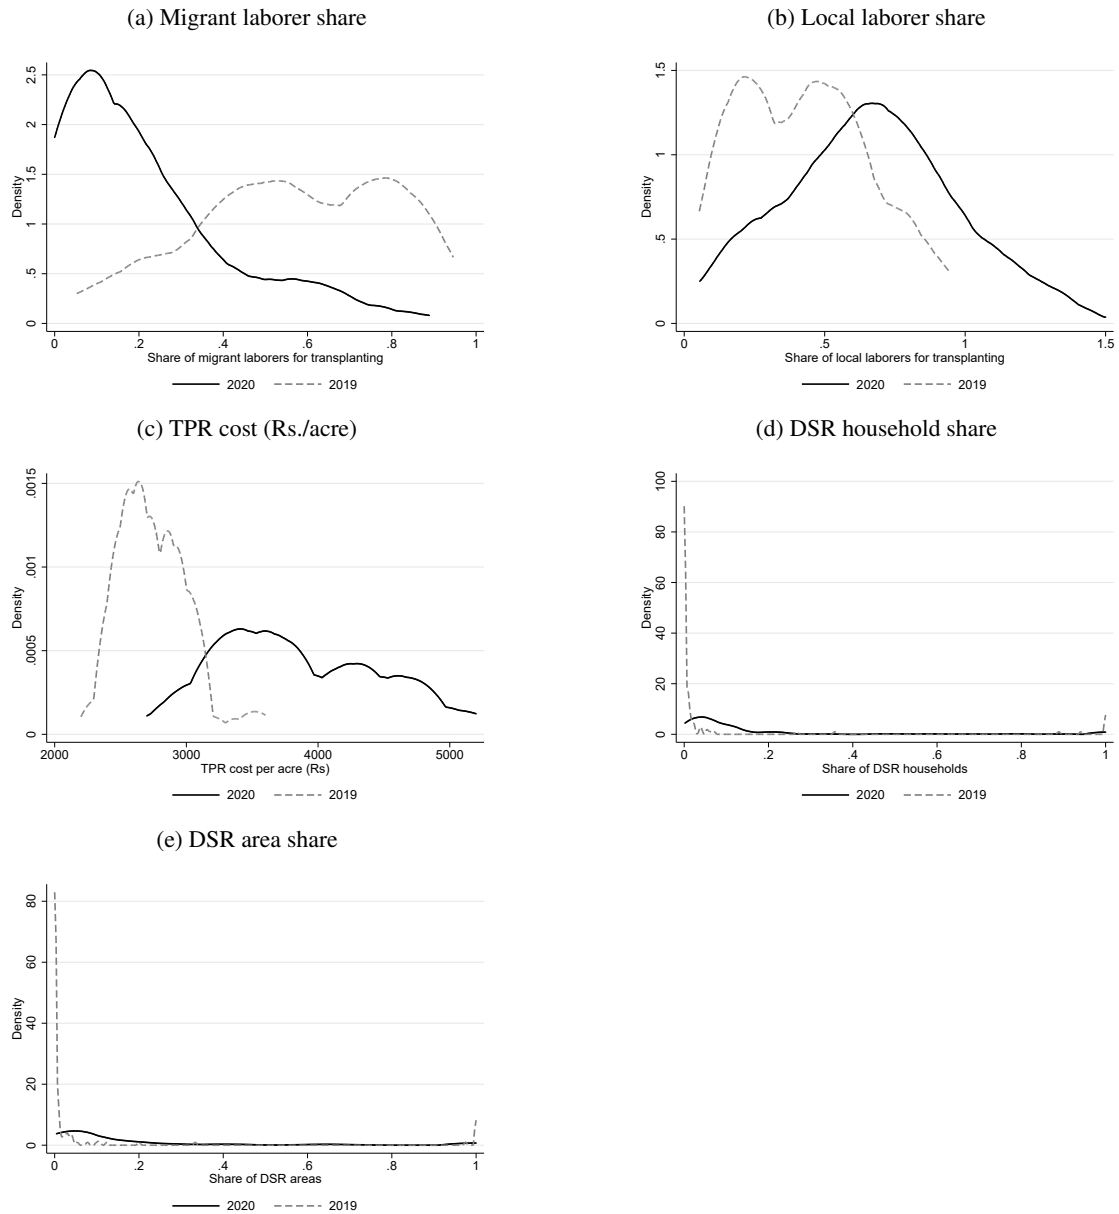 (a) Migrant laborer share
Density
0 .5 1 1.5 2 2.5
0 .2 .4 .6 .8 1
Share of migrant laborers for transplanting
2020 2019
(b) Local laborer share
Density
0 .5 1 1.5
0 .5 1 1.5
Share of local laborers for transplanting
2020 2019
(c) TPR cost (Rs./acre)
Density
0 .0005 .001 .0015
2000 3000 4000 5000
TPR cost per acre (Rs)
2020 2019
(d) DSR household share
Density
0 20 40 60 80 100
0 .2 .4 .6 .8 1
Share of DSR households
2020 2019
(e) DSR area share
Density
0 20 40 60 80
0 .2 .4 .6 .8 1
Share of DSR areas
2020 2019